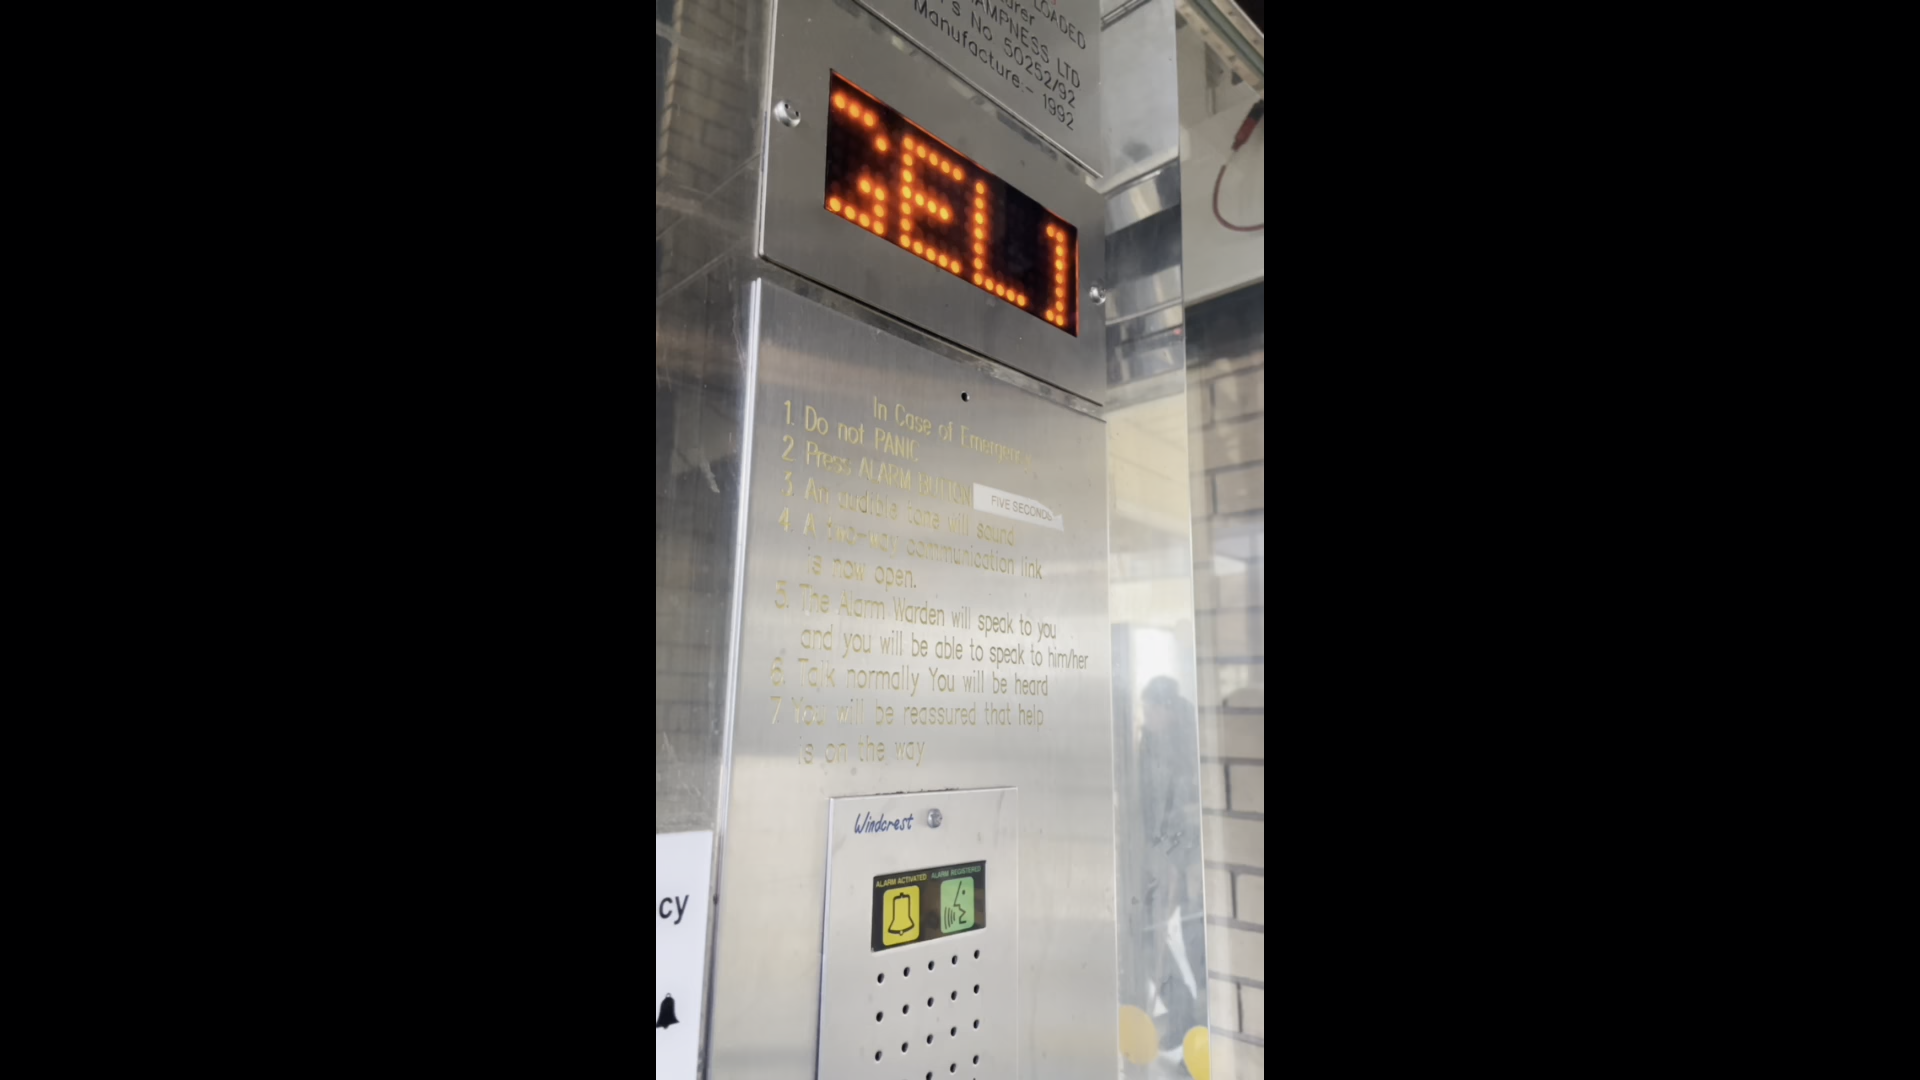 LOADED
AMPNESS LTD
s No 50252/92
Manufacture:- 1992
GEL
In Case of Emergency
1. Do not PANIC
2. Press ALARM BUTTON FIVE SECONDS
3. An audible tone will sound
4. A two-way communication link
is now open.
5. The Alarm Warden will speak to you
and you will be able to speak to him/her
6. Talk normally You will be heard
7 You will be reassured that help
is on the way
Windcrest
ALARM ACTIVATED ALARM REGISTERED
cy